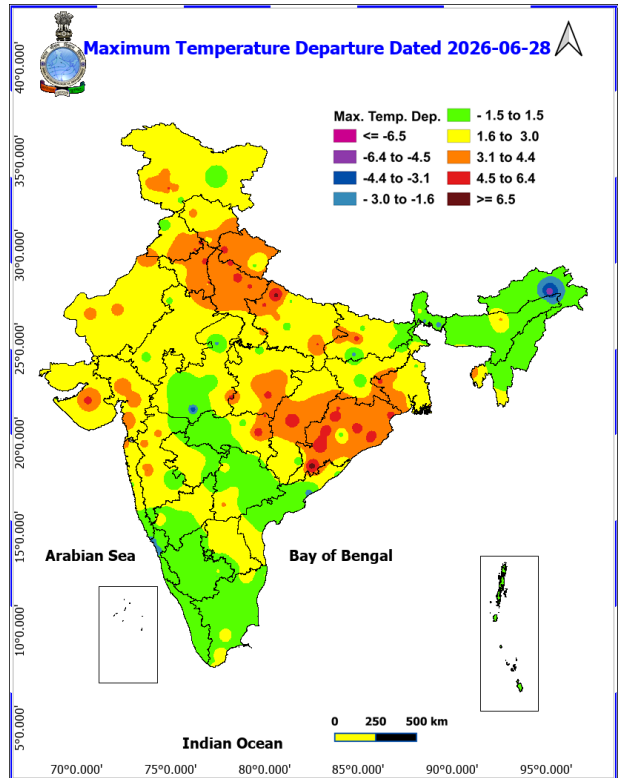 Maximum Temperature Departure Dated 2026-06-28
40°0.000'
35°0.000'
30°0.000'
25°0.000'
20°0.000'
15°0.000'
10°0.000'
5°0.000'
Max. Temp. Dep.
<= -6.5
-6.4 to -4.5
-4.4 to -3.1
- 3.0 to -1.6
- 1.5 to 1.5
1.6 to 3.0
3.1 to 4.4
4.5 to 6.4
>= 6.5
Arabian Sea
Bay of Bengal
Indian Ocean
0 250 500 km
70°0.000' 75°0.000' 80°0.000' 85°0.000' 90°0.000' 95°0.000'